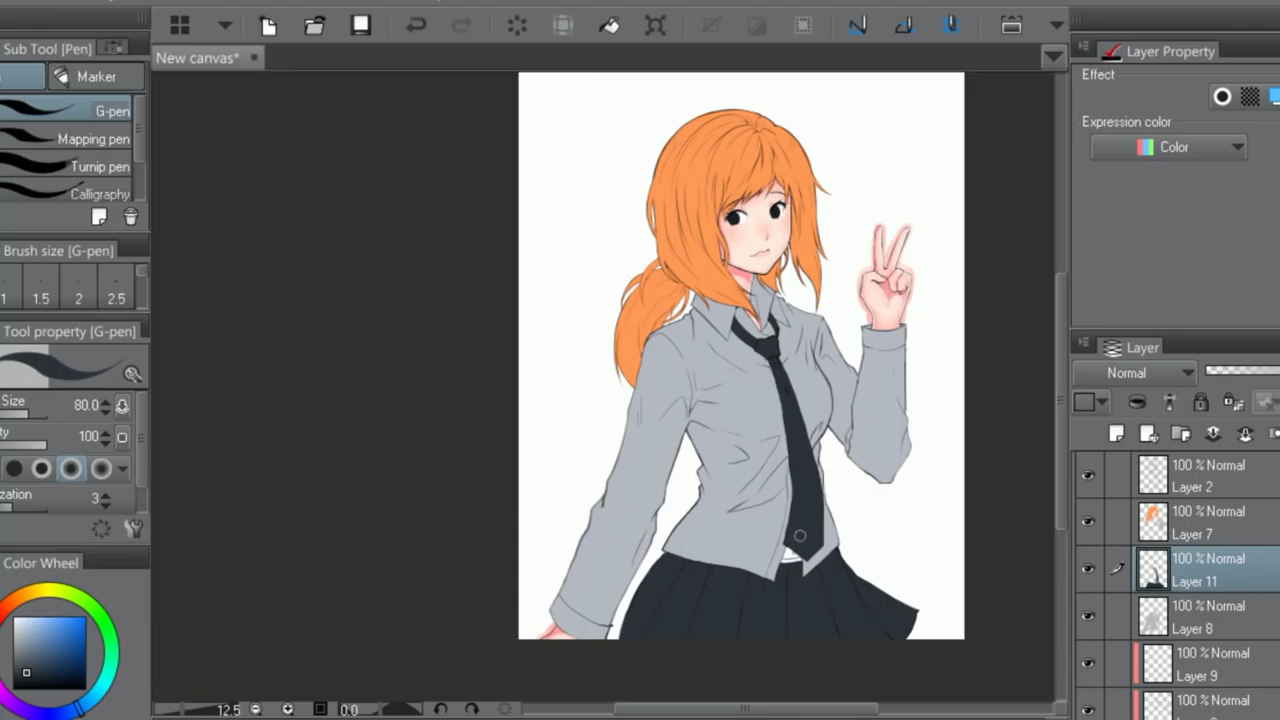 Sub Tool [Pen]
Marker
G-pen
Mapping pen
Turnip pen
Calligraphy
Brush size [G-pen]
1 1.5 2 2.5
Tool property [G-pen]
Size 80.0
ty 100
zation 3
Color Wheel
New canvas*
12.5 0.0
Layer Property
Effect
Expression color
Color
Layer
Normal
100 % Normal
Layer 2
100 % Normal
Layer 7
100 % Normal
Layer 11
100 % Normal
Layer 8
100 % Normal
Layer 9
100 % Normal